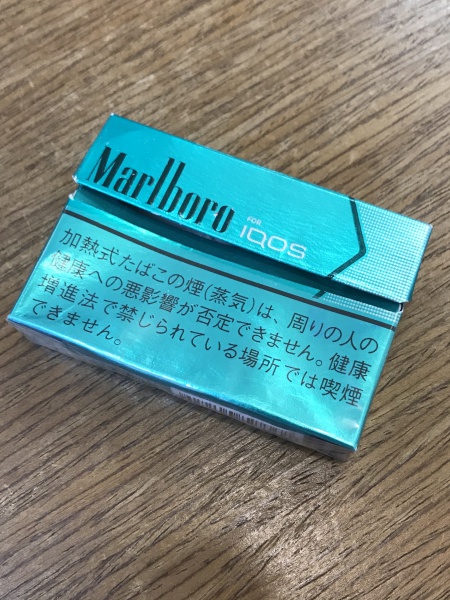 Marlboro
FOR
IQOS
加熱式たばこの煙(蒸気)は、周りの人の
健康への悪影響が否定できません。健康
増進法で禁じられている場所では喫煙
できません。